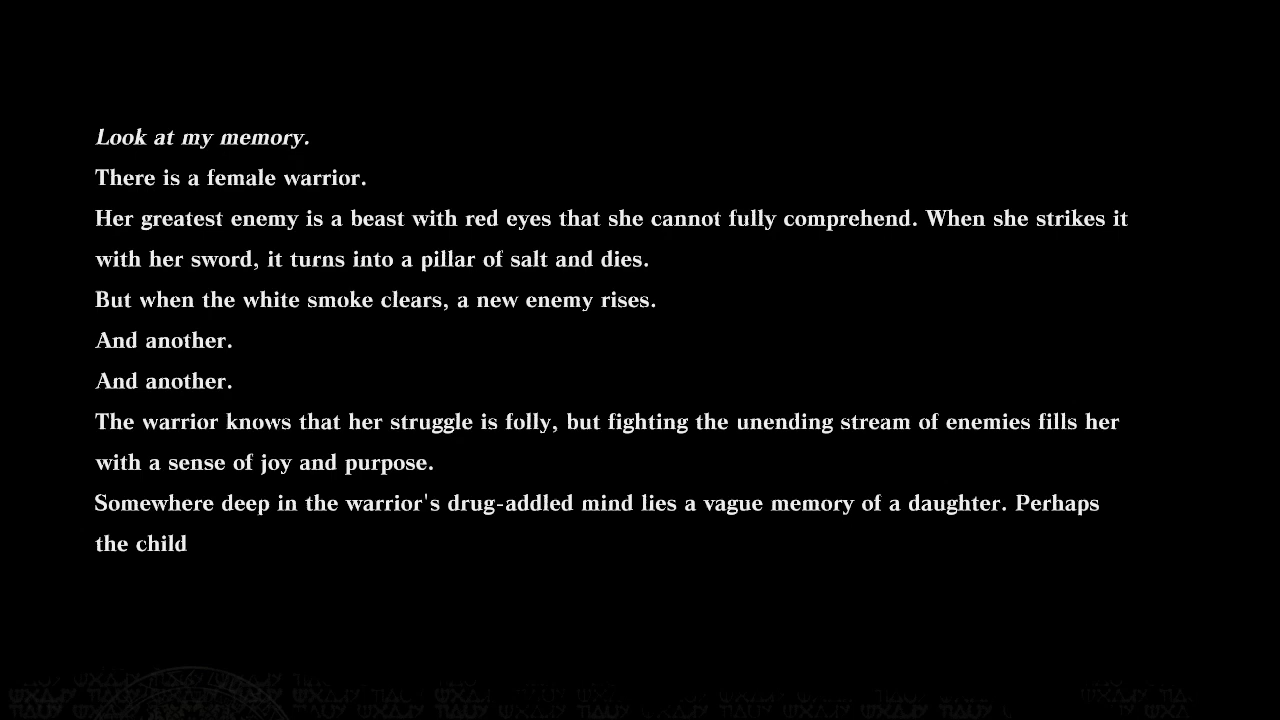 Look at my memory.
There is a female warrior.
Her greatest enemy is a beast with red eyes that she cannot fully comprehend. When she strikes it
with her sword, it turns into a pillar of salt and dies.
But when the white smoke clears, a new enemy rises.
And another.
And another.
The warrior knows that her struggle is folly, but fighting the unending stream of enemies fills her
with a sense of joy and purpose.
Somewhere deep in the warrior's drug-addled mind lies a vague memory of a daughter. Perhaps
the child